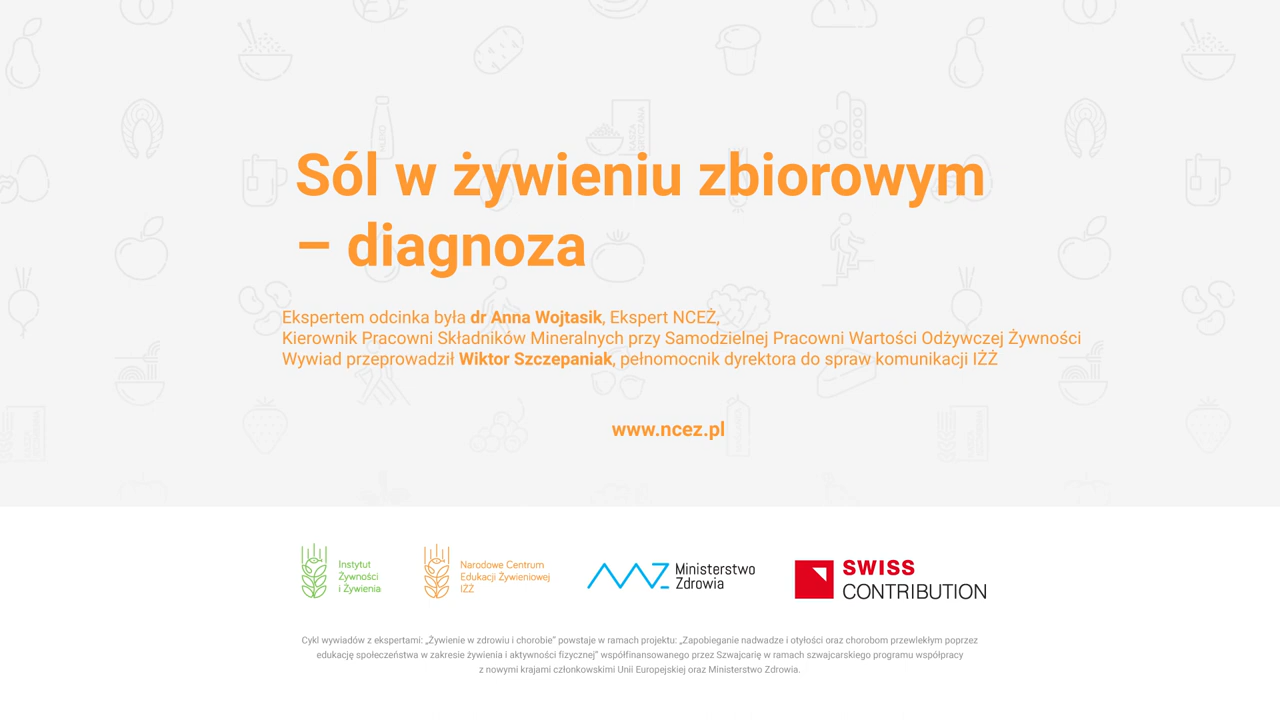 Sól w żywieniu zbiorowym
– diagnoza
Ekspertem odcinka była dr Anna Wojtasik, Ekspert NCEŻ,
Kierownik Pracowni Składników Mineralnych przy Samodzielnej Pracowni Wartości Odżywczej Żywności
Wywiad przeprowadził Wiktor Szczepaniak, pełnomocnik dyrektora do spraw komunikacji IŻŻ
www.ncez.pl
Instytut
Żywności
i Żywienia
Narodowe Centrum
Edukacji Żywieniowej
IŻŻ
Ministerstwo
Zdrowia
SWISS
CONTRIBUTION
Cykl wywiadów z ekspertami: „Żywienie w zdrowiu i chorobie” powstaje w ramach projektu: „Zapobieganie nadwadze i otyłości oraz chorobom przewlekłym poprzez
edukację społeczeństwa w zakresie żywienia i aktywności fizycznej” współfinansowanego przez Szwajcarię w ramach szwajcarskiego programu współpracy
z nowymi krajami członkowskimi Unii Europejskiej oraz Ministerstwo Zdrowia.